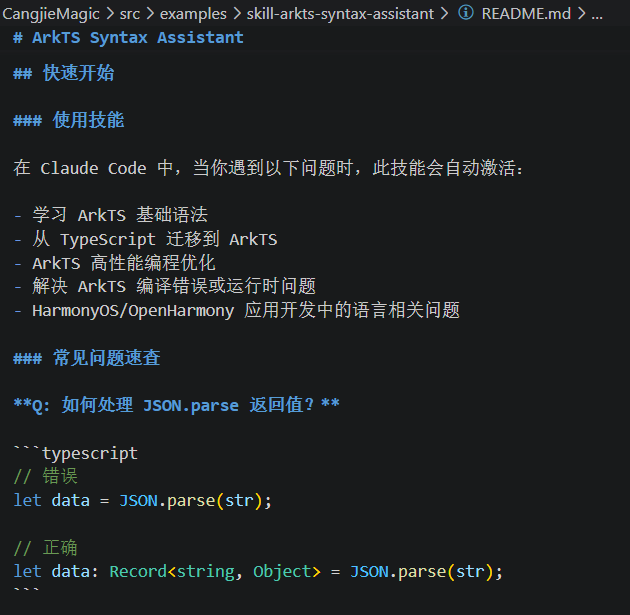 CangjieMagic > src > examples > skill-arkts-syntax-assistant > ⓘ README.md > ...
# ArkTS Syntax Assistant
## 快速开始
### 使用技能
在 Claude Code 中，当你遇到以下问题时，此技能会自动激活：
- 学习 ArkTS 基础语法
- 从 TypeScript 迁移到 ArkTS
- ArkTS 高性能编程优化
- 解决 ArkTS 编译错误或运行时问题
- HarmonyOS/OpenHarmony 应用开发中的语言相关问题
### 常见问题速查
**Q: 如何处理 JSON.parse 返回值？**
```typescript
// 错误
let data = JSON.parse(str);
// 正确
let data: Record<string, Object> = JSON.parse(str);
```